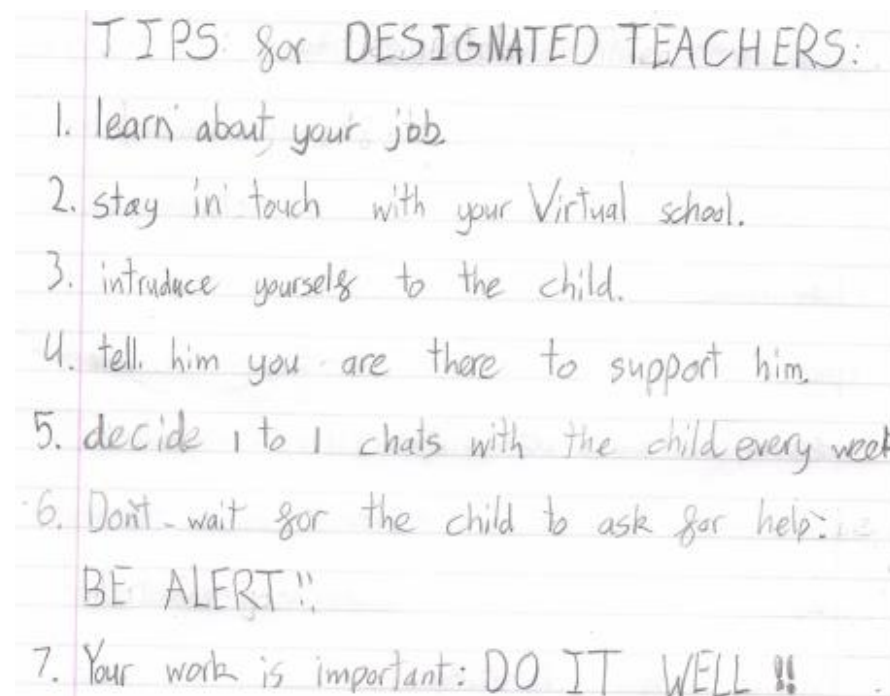 TIPS for DESIGNATED TEACHERS:
1. learn about your job.
2. stay in touch with your Virtual school.
3. intruduce yourself to the child.
4. tell him you are there to support him.
5. decide 1 to 1 chats with the child every week
6. Don't wait for the child to ask for help:
BE ALERT!!
7. Your work is important: DO IT WELL!!